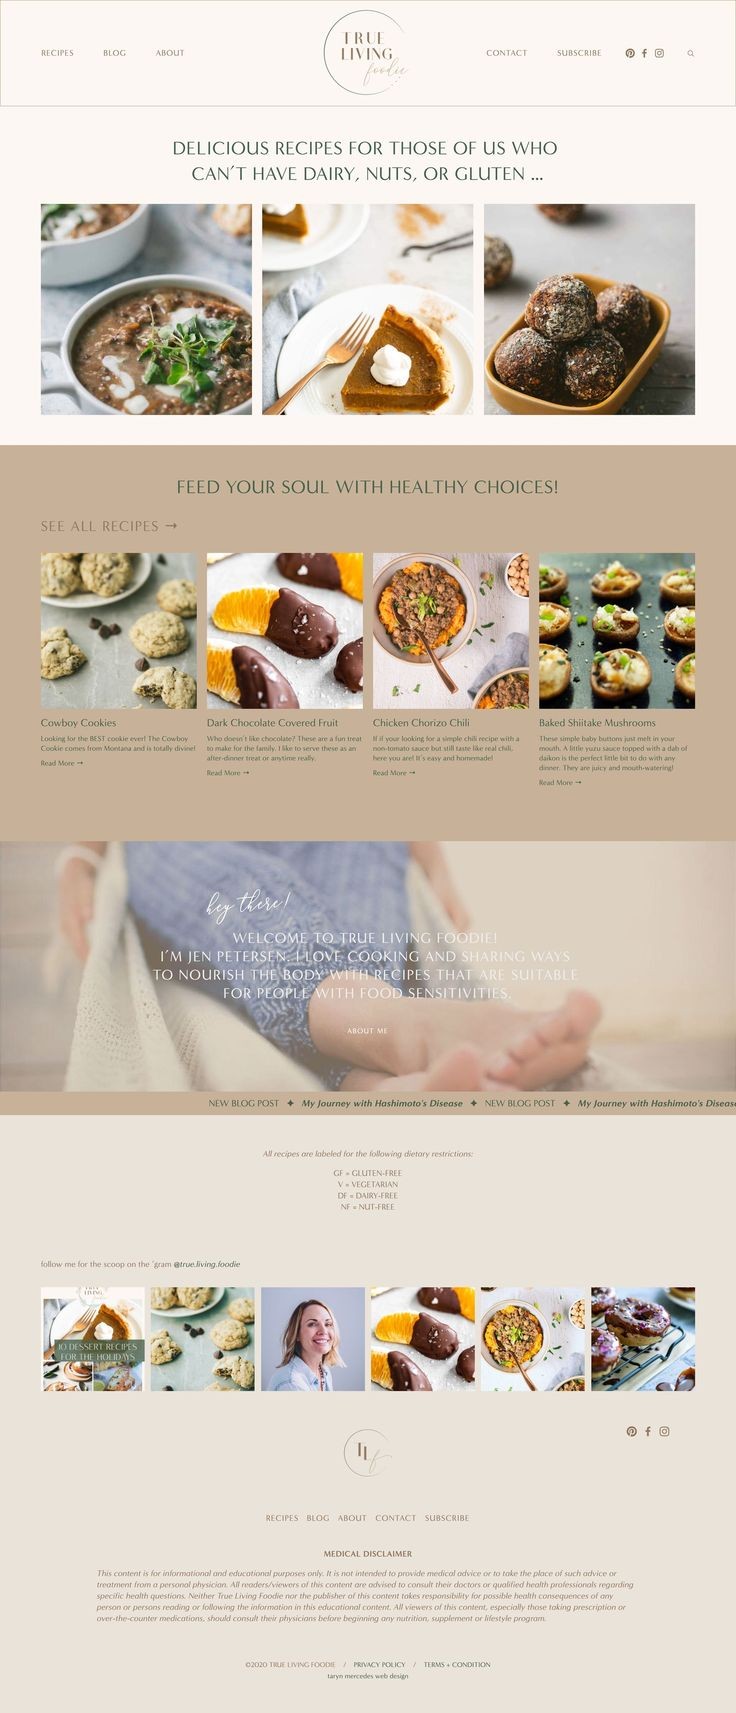 RECIPES BLOG ABOUT
TRUE
LIVING
foodie
CONTACT SUBSCRIBE
DELICIOUS RECIPES FOR THOSE OF US WHO
CAN´T HAVE DAIRY, NUTS, OR GLUTEN ...
FEED YOUR SOUL WITH HEALTHY CHOICES!
SEE ALL RECIPES →
Cowboy Cookies
Looking for the BEST cookie ever! The Cowboy
Cookie comes from Montana and is totally divine!
Read More →
Dark Chocolate Covered Fruit
Who doesn´t like chocolate? These are a fun treat
to make for the family. I like to serve these as an
after-dinner treat or anytime really.
Read More →
Chicken Chorizo Chili
If if your looking for a simple chili recipe with a
non-tomato sauce but still taste like real chili,
here you are! It´s easy and homemade!
Read More →
Baked Shiitake Mushrooms
These simple baby buttons just melt in your
mouth. A little yuzu sauce topped with a dab of
daikon is the perfect little bit to do with any
dinner. They are juicy and mouth-watering!
Read More →
hey there!
WELCOME TO TRUE LIVING FOODIE!
I´M JEN PETERSEN. I LOVE COOKING AND SHARING WAYS
TO NOURISH THE BODY WITH RECIPES THAT ARE SUITABLE
FOR PEOPLE WITH FOOD SENSITIVITIES.
ABOUT ME
NEW BLOG POST ✦ My Journey with Hashimoto's Disease ✦ NEW BLOG POST ✦ My Journey with Hashimoto's Disease
All recipes are labeled for the following dietary restrictions:
GF = GLUTEN-FREE
V = VEGETARIAN
DF = DAIRY-FREE
NF = NUT-FREE
follow me for the scoop on the ´gram @true.living.foodie
TRUE
LIVING
10 DESSERT RECIPES
FOR THE HOLIDAYS
TLf
RECIPES BLOG ABOUT CONTACT SUBSCRIBE
MEDICAL DISCLAIMER
This content is for informational and educational purposes only. It is not intended to provide medical advice or to take the place of such advice or
treatment from a personal physician. All readers/viewers of this content are advised to consult their doctors or qualified health professionals regarding
specific health questions. Neither True Living Foodie nor the publisher of this content takes responsibility for possible health consequences of any
person or persons reading or following the information in this educational content. All viewers of this content, especially those taking prescription or
over-the-counter medications, should consult their physicians before beginning any nutrition, supplement or lifestyle program.
©2020 TRUE LIVING FOODIE / PRIVACY POLICY / TERMS + CONDITION
taryn mercedes web design